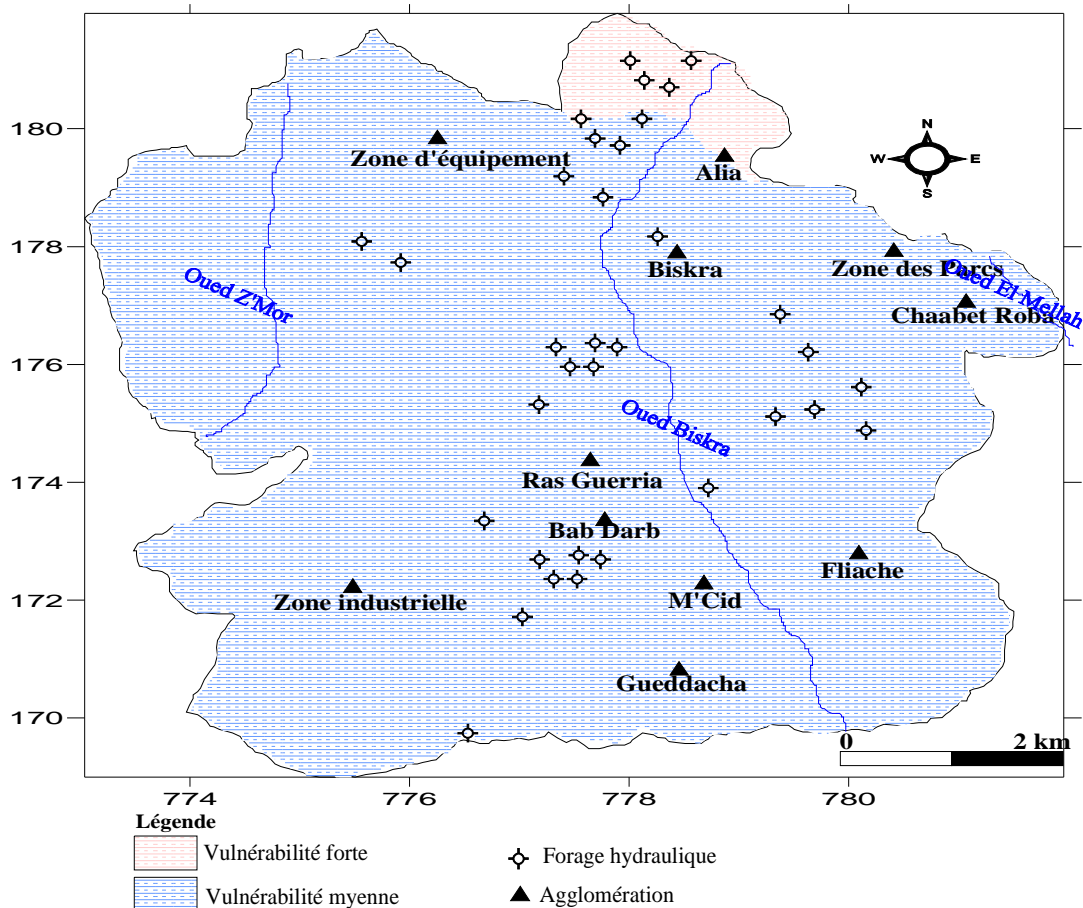 180
178
176
174
172
170
N
W E
S
Zone d'équipement
Alia
Biskra
Zone des Parcs
Oued El Mellah
Chaabet Roba
Oued Z'Mor
Oued Biskra
Ras Guerria
Bab Darb
Fliache
Zone industrielle
M'Cid
Gueddacha
0 2 km
774 776 778 780
Légende
Vulnérabilité forte
Forage hydraulique
Vulnérabilité myenne
Agglomération